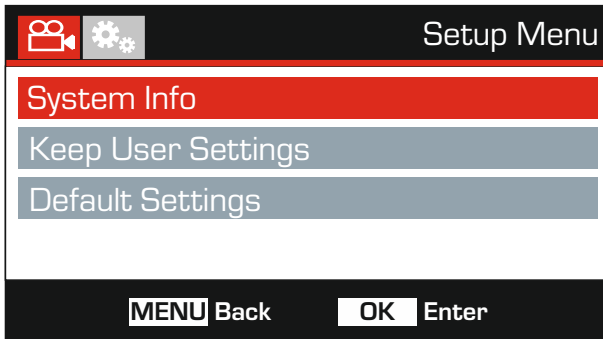 Setup Menu
System Info
Keep User Settings
Default Settings
MENU Back OK Enter